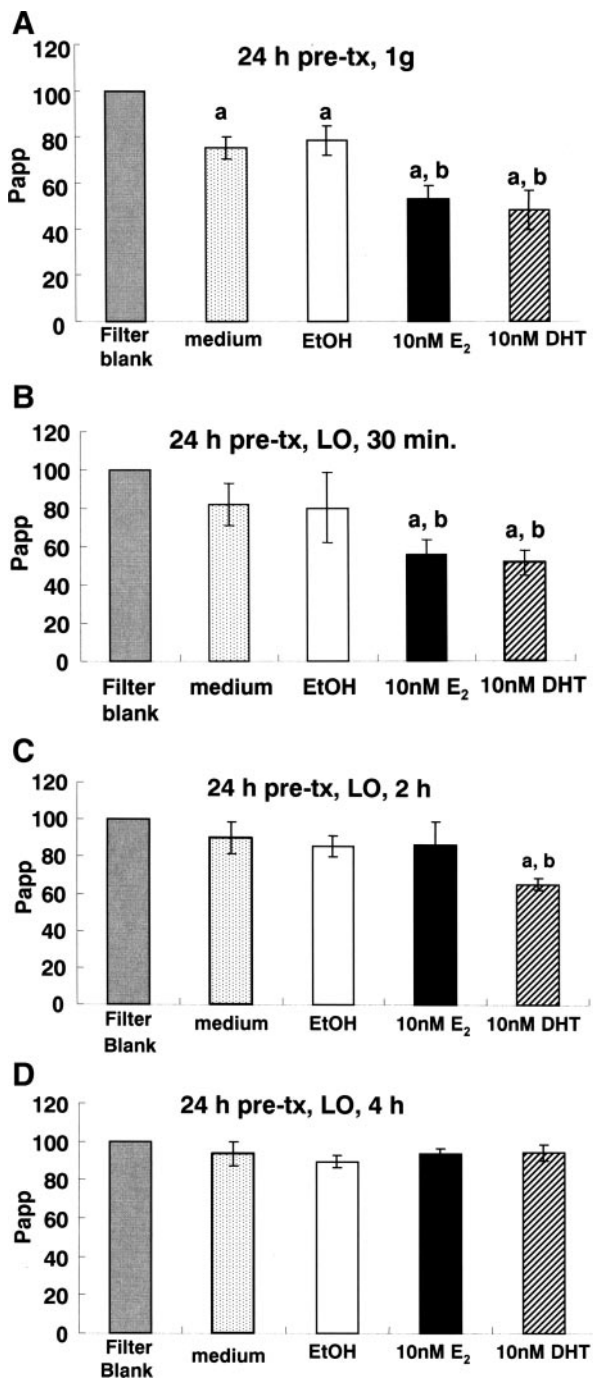 A
24 h pre-tx, 1g
120
100
80
60
40
20
0
Papp
a
a
a, b
a, b
Filter blank
medium
EtOH
10nM E₂
10nM DHT
B
24 h pre-tx, LO, 30 min.
120
100
80
60
40
20
0
Papp
a, b
a, b
Filter blank
medium
EtOH
10nM E₂
10nM DHT
C
24 h pre-tx, LO, 2 h
120
100
80
60
40
20
0
Papp
a, b
Filter Blank
medium
EtOH
10nM E₂
10nM DHT
D
24 h pre-tx, LO, 4 h
120
100
80
60
40
20
0
Papp
Filter Blank
medium
EtOH
10nM E₂
10nM DHT